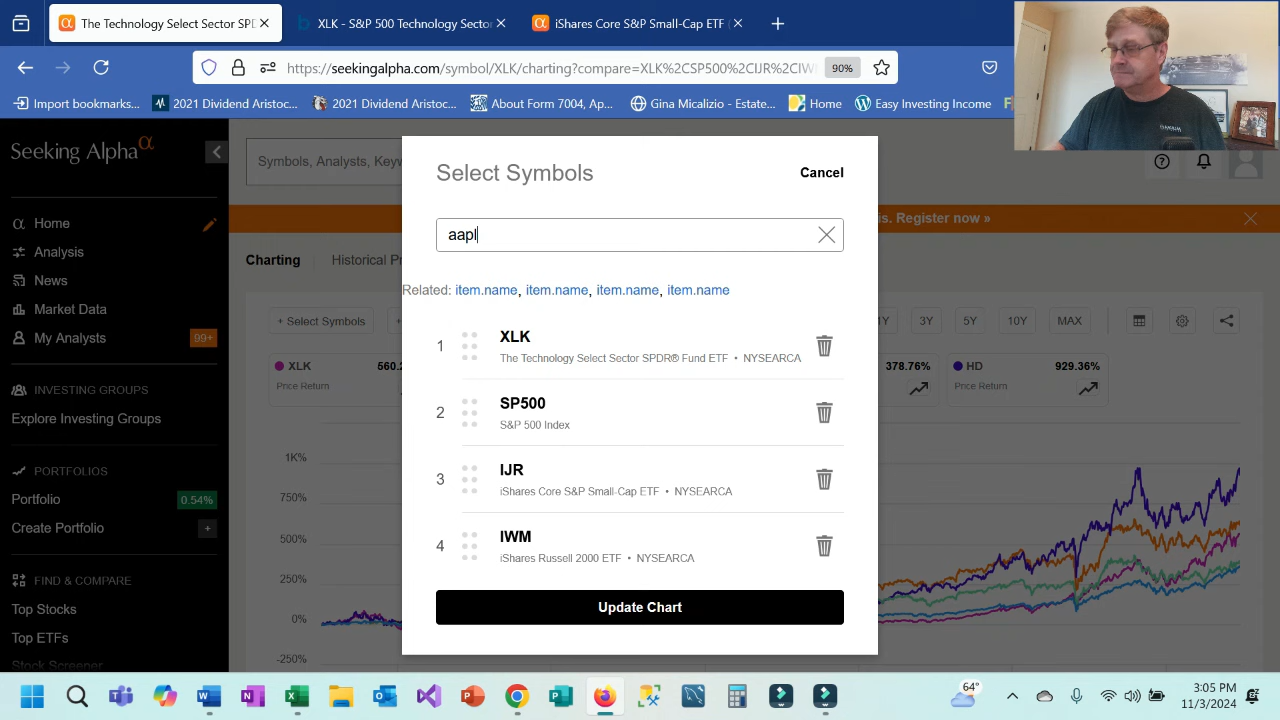 The Technology Select Sector SPD
XLK - S&P 500 Technology Sector
iShares Core S&P Small-Cap ETF (
https://seekingalpha.com/symbol/XLK/charting?compare=XLK%2CSP500%2CIJR%2CIW
90%
Import bookmarks...
2021 Dividend Aristoc...
2021 Dividend Aristoc...
About Form 7004, Ap...
Gina Micalizio - Estate...
Home
Easy Investing Income
Seeking Alpha α
Symbols, Analysts, Keyw
Home
Analysis
News
Market Data
My Analysts
99+
INVESTING GROUPS
Explore Investing Groups
PORTFOLIOS
Portfolio
0.54%
Create Portfolio
+
FIND & COMPARE
Top Stocks
Top ETFs
Stock Screener
is. Register now »
Charting
Historical Pr
+ Select Symbols
+
1Y
3Y
5Y
10Y
MAX
XLK
560.2
Price Return
378.76%
HD
929.36%
Price Return
1K%
750%
500%
250%
0%
-250%
Select Symbols
Cancel
aapl
Related: item.name, item.name, item.name, item.name
1
XLK
The Technology Select Sector SPDR® Fund ETF • NYSEARCA
2
SP500
S&P 500 Index
3
IJR
iShares Core S&P Small-Cap ETF • NYSEARCA
4
IWM
iShares Russell 2000 ETF • NYSEARCA
Update Chart
64°
3:05 PM
11/3/2024